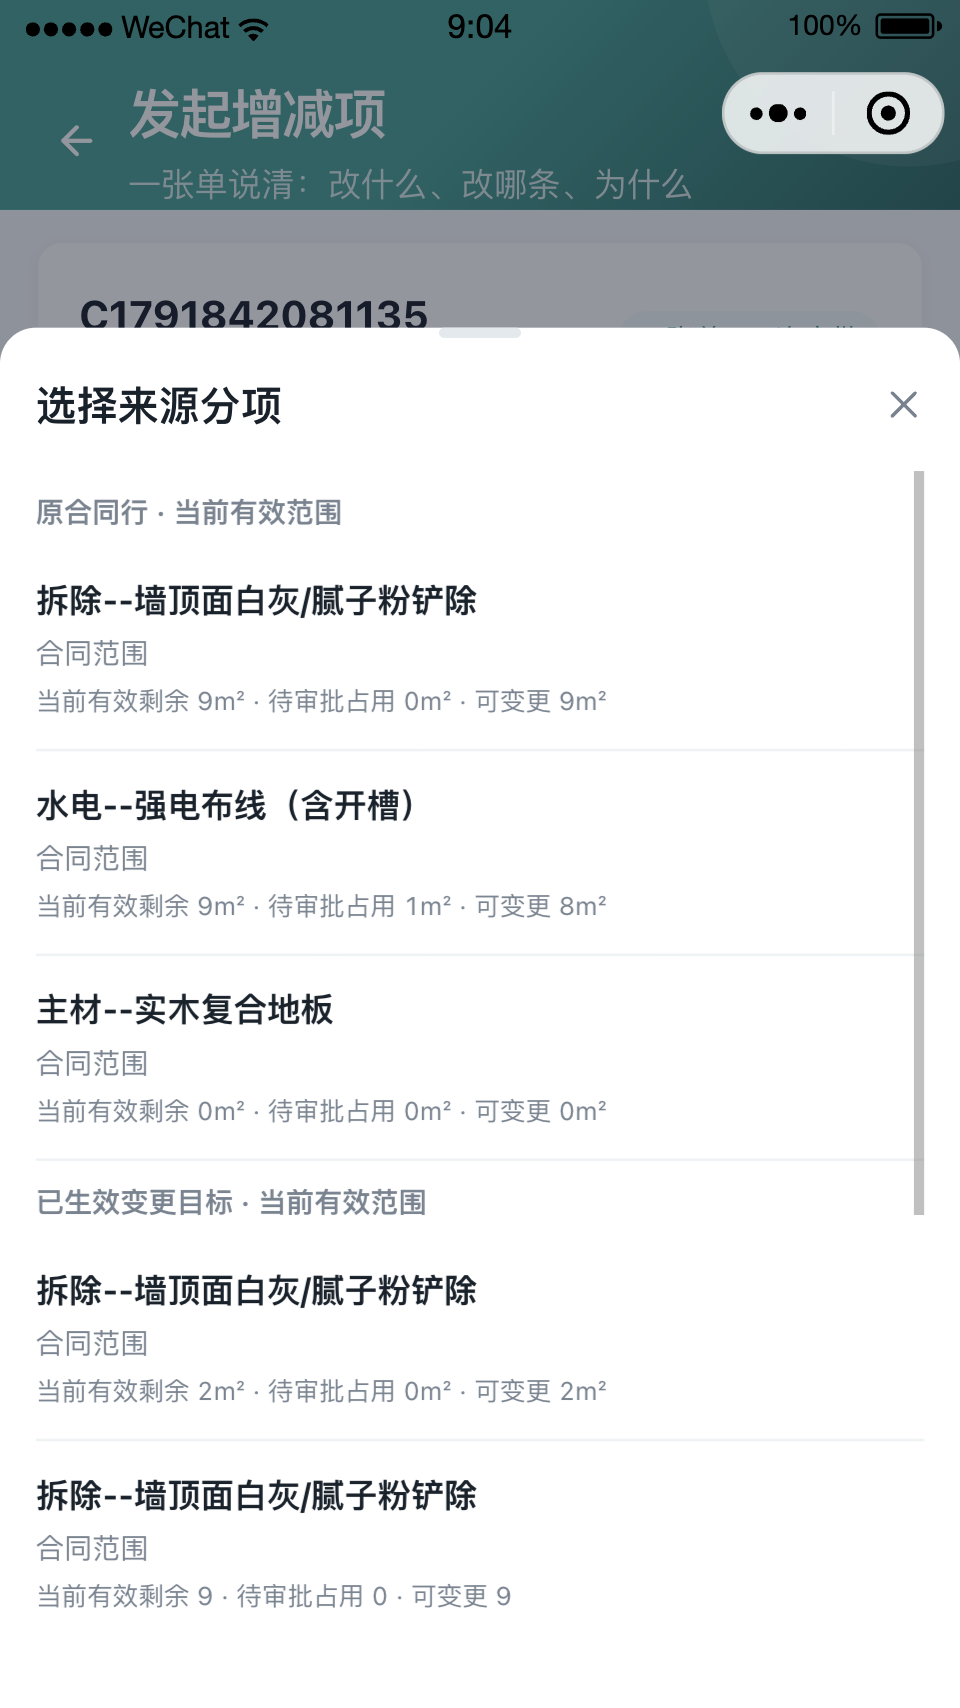 WeChat 9:04 100%
发起增减项
一张单说清：改什么、改哪条、为什么
C1791842081135
选择来源分项
原合同行 · 当前有效范围
拆除--墙顶面白灰/腻子粉铲除
合同范围
当前有效剩余 9m² · 待审批占用 0m² · 可变更 9m²
水电--强电布线（含开槽）
合同范围
当前有效剩余 9m² · 待审批占用 1m² · 可变更 8m²
主材--实木复合地板
合同范围
当前有效剩余 0m² · 待审批占用 0m² · 可变更 0m²
已生效变更目标 · 当前有效范围
拆除--墙顶面白灰/腻子粉铲除
合同范围
当前有效剩余 2m² · 待审批占用 0m² · 可变更 2m²
拆除--墙顶面白灰/腻子粉铲除
合同范围
当前有效剩余 9 · 待审批占用 0 · 可变更 9